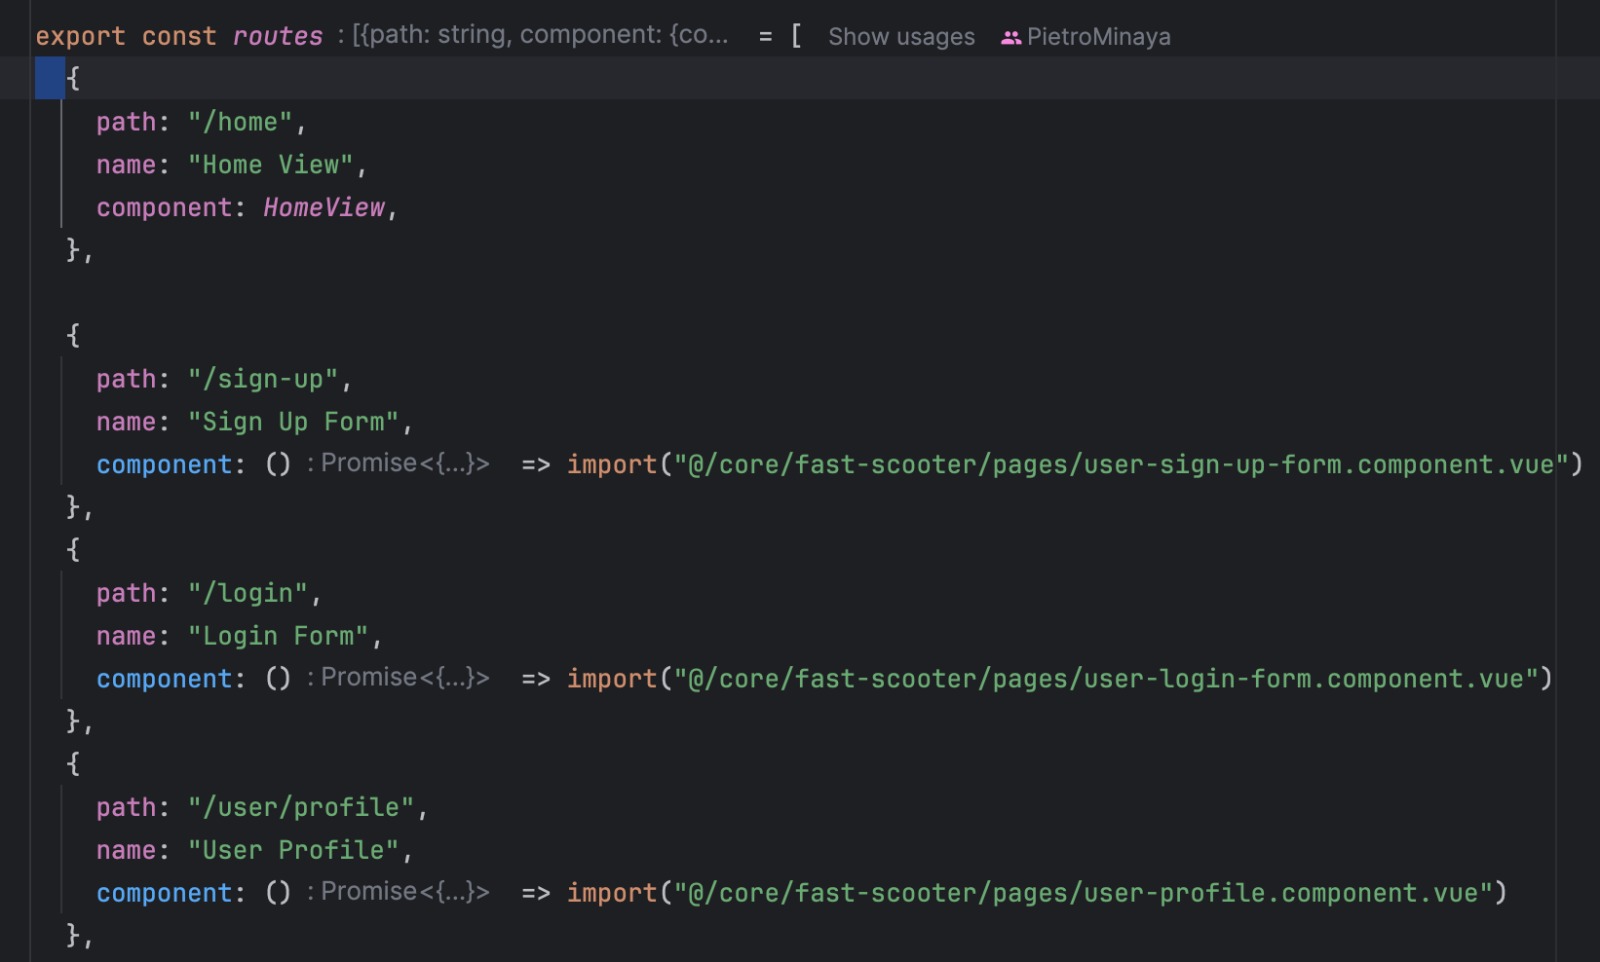 export const routes : [{path: string, component: {co... = [ Show usages PietroMinaya
{
path: "/home",
name: "Home View",
component: HomeView,
},
{
path: "/sign-up",
name: "Sign Up Form",
component: () : Promise<{...}> => import("@/core/fast-scooter/pages/user-sign-up-form.component.vue")
},
{
path: "/login",
name: "Login Form",
component: () : Promise<{...}> => import("@/core/fast-scooter/pages/user-login-form.component.vue")
},
{
path: "/user/profile",
name: "User Profile",
component: () : Promise<{...}> => import("@/core/fast-scooter/pages/user-profile.component.vue")
},